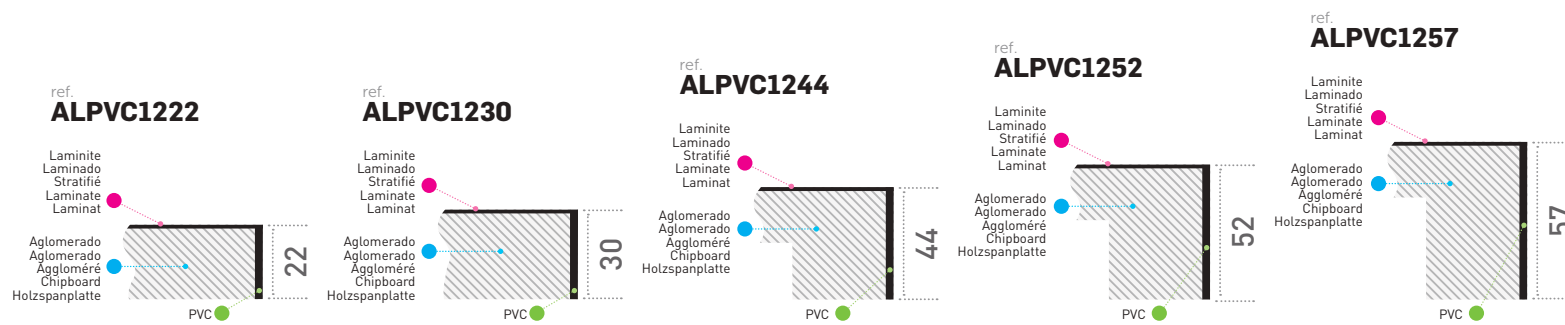 ref.
ALPVC1222
Laminite
Laminado
Stratifié
Laminate
Laminat
Aglomerado
Aglomerado
Aggloméré
Chipboard
Holzspanplatte
PVC
22
ref.
ALPVC1230
Laminite
Laminado
Stratifié
Laminate
Laminat
Aglomerado
Aglomerado
Aggloméré
Chipboard
Holzspanplatte
PVC
30
ref.
ALPVC1244
Laminite
Laminado
Stratifié
Laminate
Laminat
Aglomerado
Aglomerado
Aggloméré
Chipboard
Holzspanplatte
PVC
44
ref.
ALPVC1252
Laminite
Laminado
Stratifié
Laminate
Laminat
Aglomerado
Aglomerado
Aggloméré
Chipboard
Holzspanplatte
PVC
52
ref.
ALPVC1257
Laminite
Laminado
Stratifié
Laminate
Laminat
Aglomerado
Aglomerado
Aggloméré
Chipboard
Holzspanplatte
PVC
57